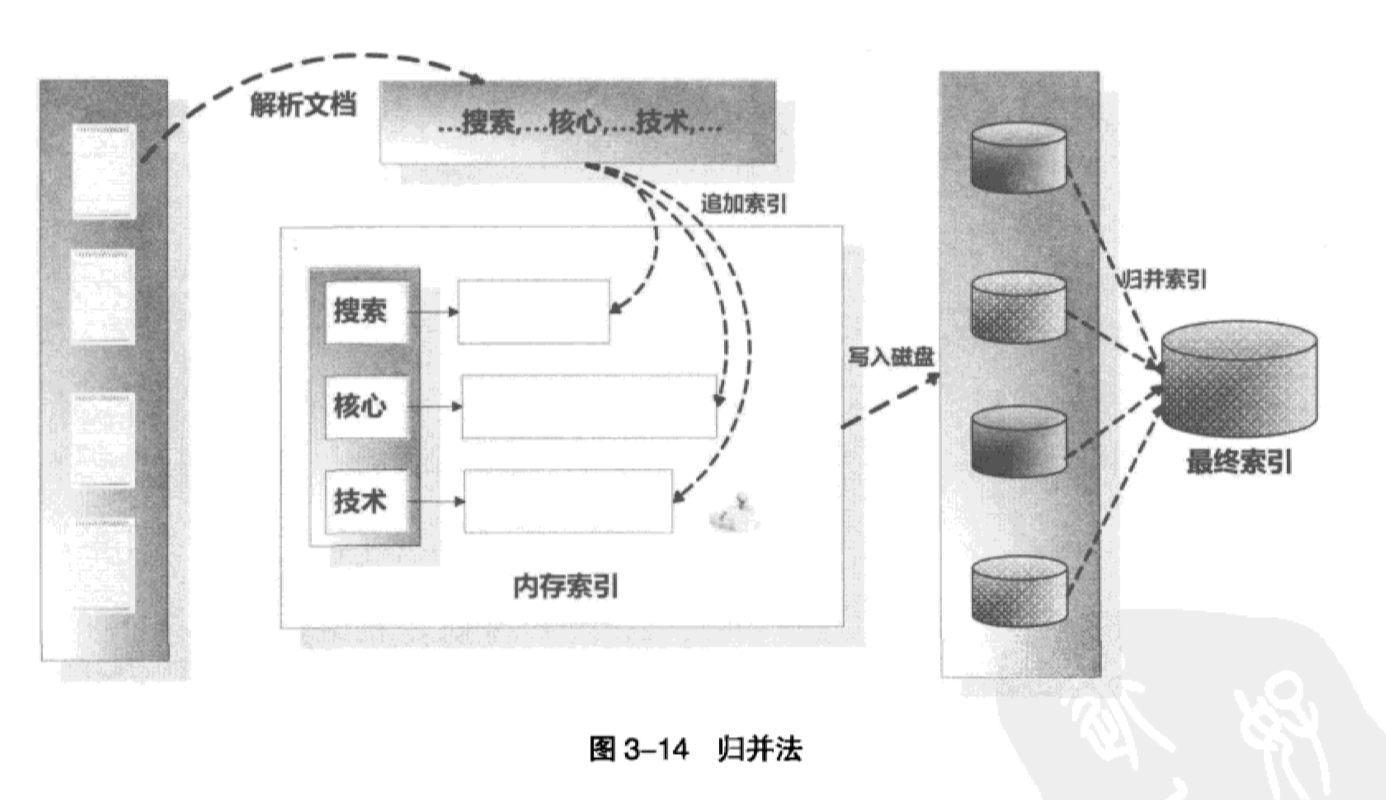 解析文档
...搜索,...核心,...技术,...
追加索引
搜索
核心
技术
内存索引
写入磁盘
归并索引
最终索引
图 3-14 归并法